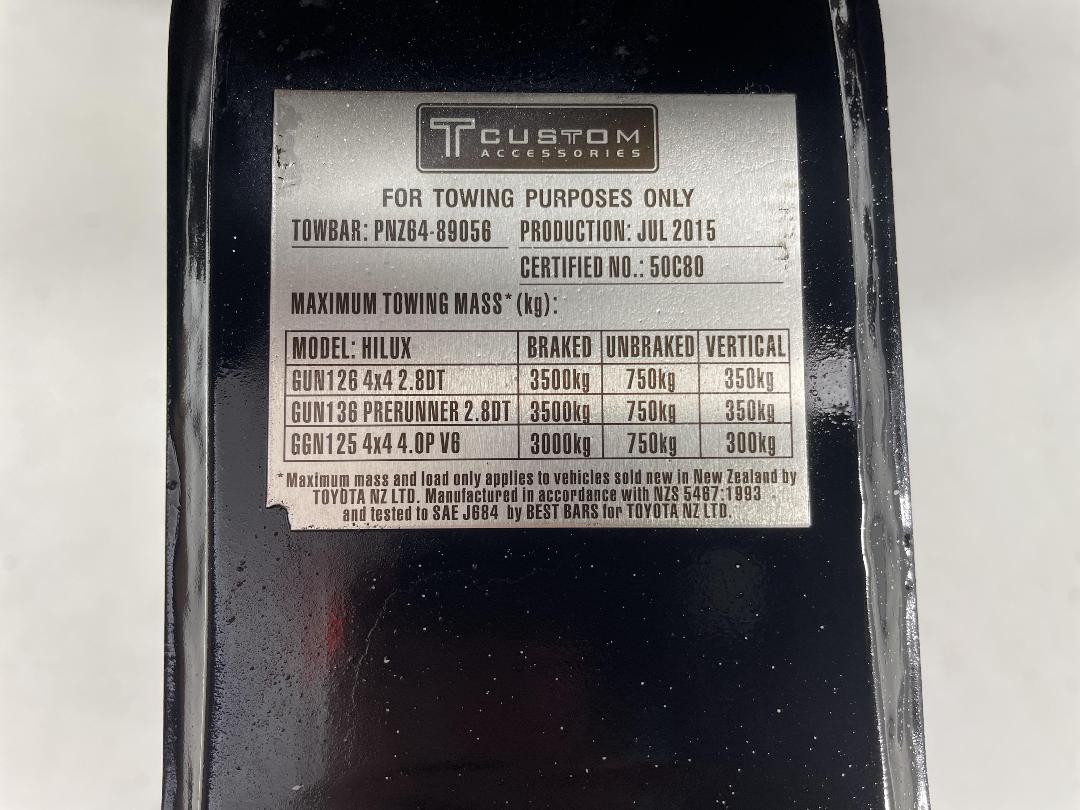 T CUSTOM
ACCESSORIES
FOR TOWING PURPOSES ONLY
TOWBAR: PNZ64-89056 PRODUCTION: JUL 2015
CERTIFIED NO.: 50C80
MAXIMUM TOWING MASS* (kg):
MODEL: HILUX BRAKED UNBRAKED VERTICAL
GUN126 4x4 2.8DT 3500kg 750kg 350kg
GUN136 PRERUNNER 2.8DT 3500kg 750kg 350kg
GGN125 4x4 4.0P V6 3000kg 750kg 300kg
*Maximum mass and load only applies to vehicles sold new in New Zealand by
TOYOTA NZ LTD. Manufactured in accordance with NZS 5467:1993
and tested to SAE J684 by BEST BARS for TOYOTA NZ LTD.